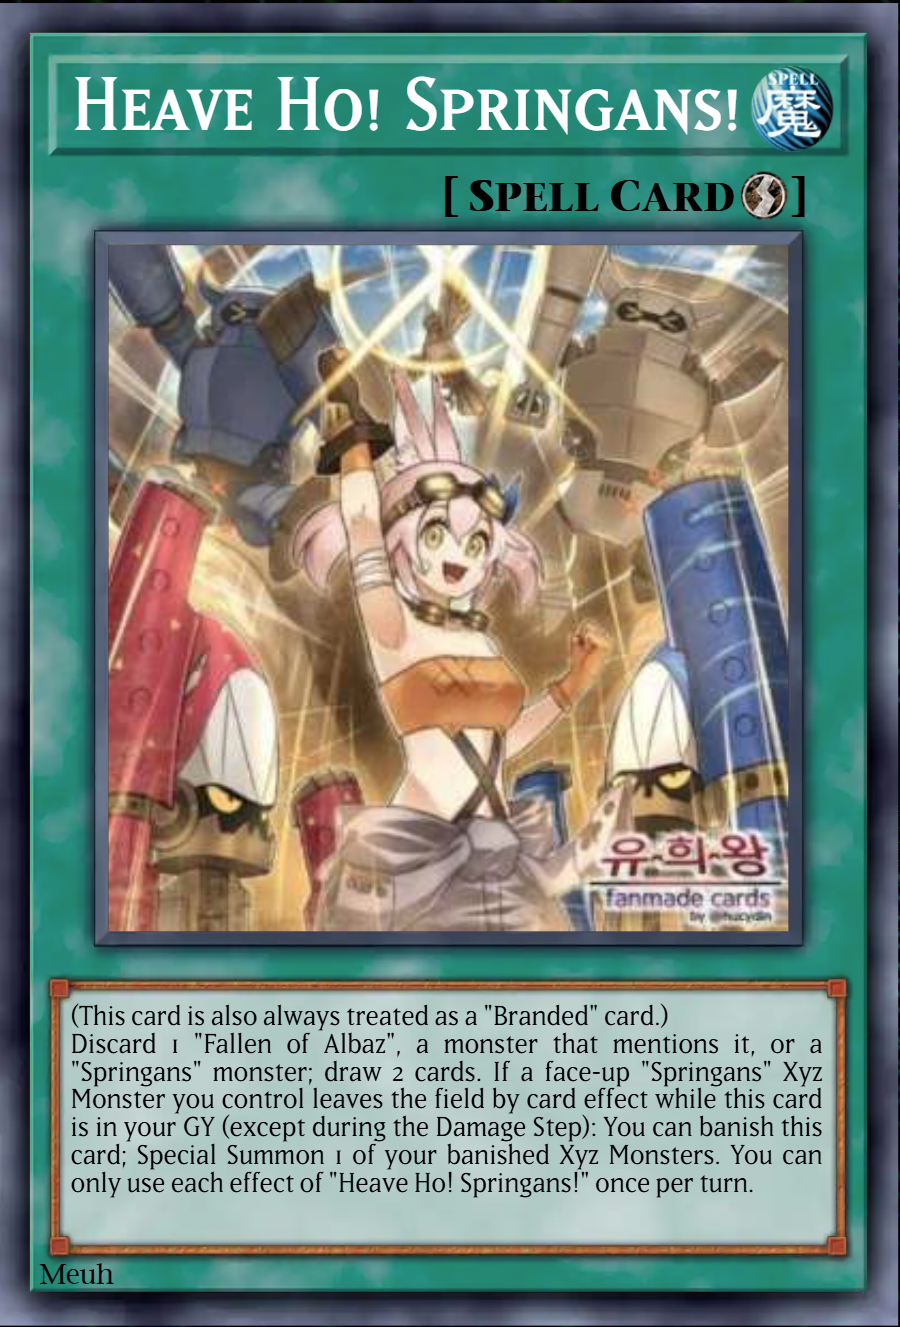 Heave Ho! Springans!
SPELL
魔
[ Spell Card ]
유·희·왕
fanmade cards
by @hucydin
(This card is also always treated as a "Branded" card.)
Discard 1 "Fallen of Albaz", a monster that mentions it, or a
"Springans" monster; draw 2 cards. If a face-up "Springans" Xyz
Monster you control leaves the field by card effect while this card
is in your GY (except during the Damage Step): You can banish this
card; Special Summon 1 of your banished Xyz Monsters. You can
only use each effect of "Heave Ho! Springans!" once per turn.
Meuh